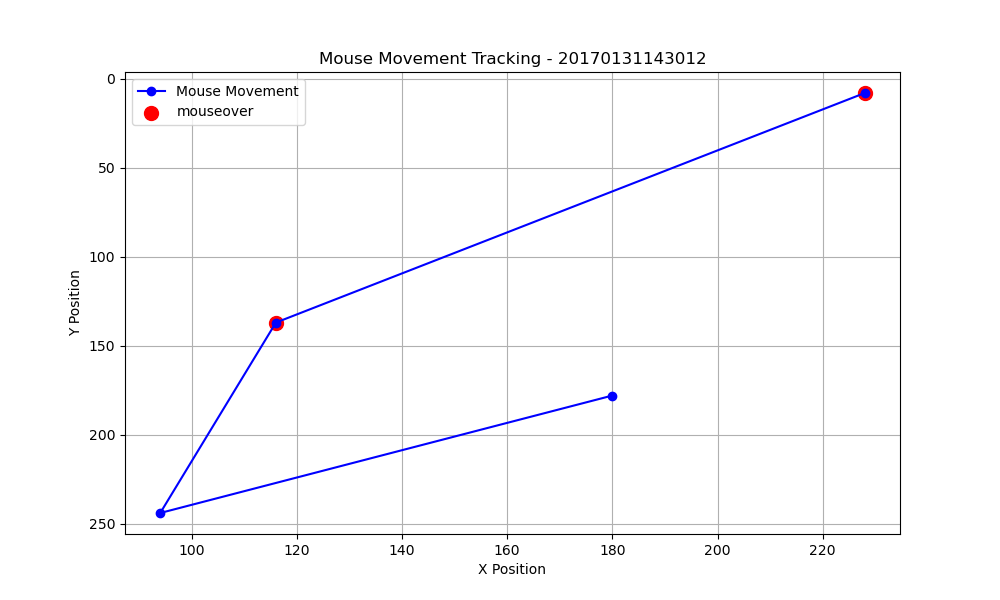 Mouse Movement Tracking - 20170131143012
Mouse Movement
mouseover
0
50
100
150
200
250
Y Position
100 120 140 160 180 200 220
X Position